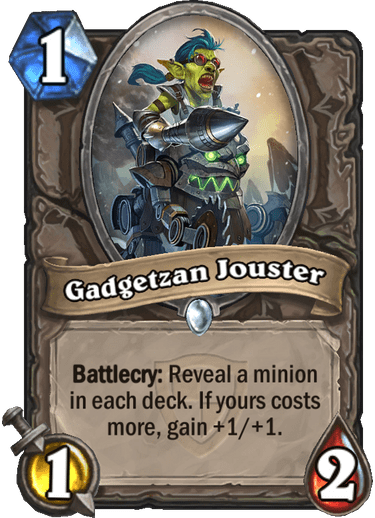 1
Gadgetzan Jouster
Battlecry: Reveal a minion
in each deck. If yours costs
more, gain +1/+1.
1
2